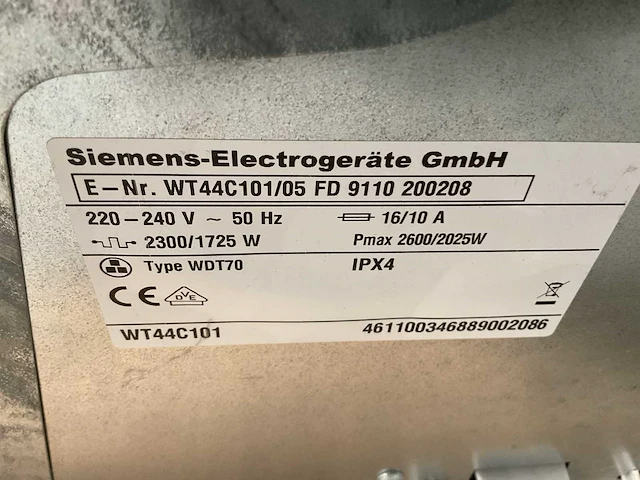 Siemens-Electrogeräte GmbH
E-Nr. WT44C101/05 FD 9110 200208
220-240 V ~ 50 Hz 16/10 A
2300/1725 W Pmax 2600/2025W
Type WDT70 IPX4
CE DVE
WT44C101 461100346889002086